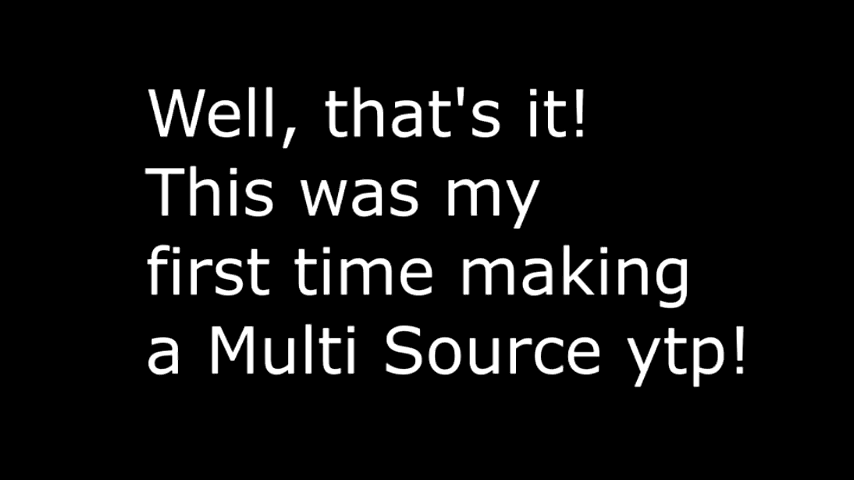 Well, that's it!
This was my
first time making
a Multi Source ytp!